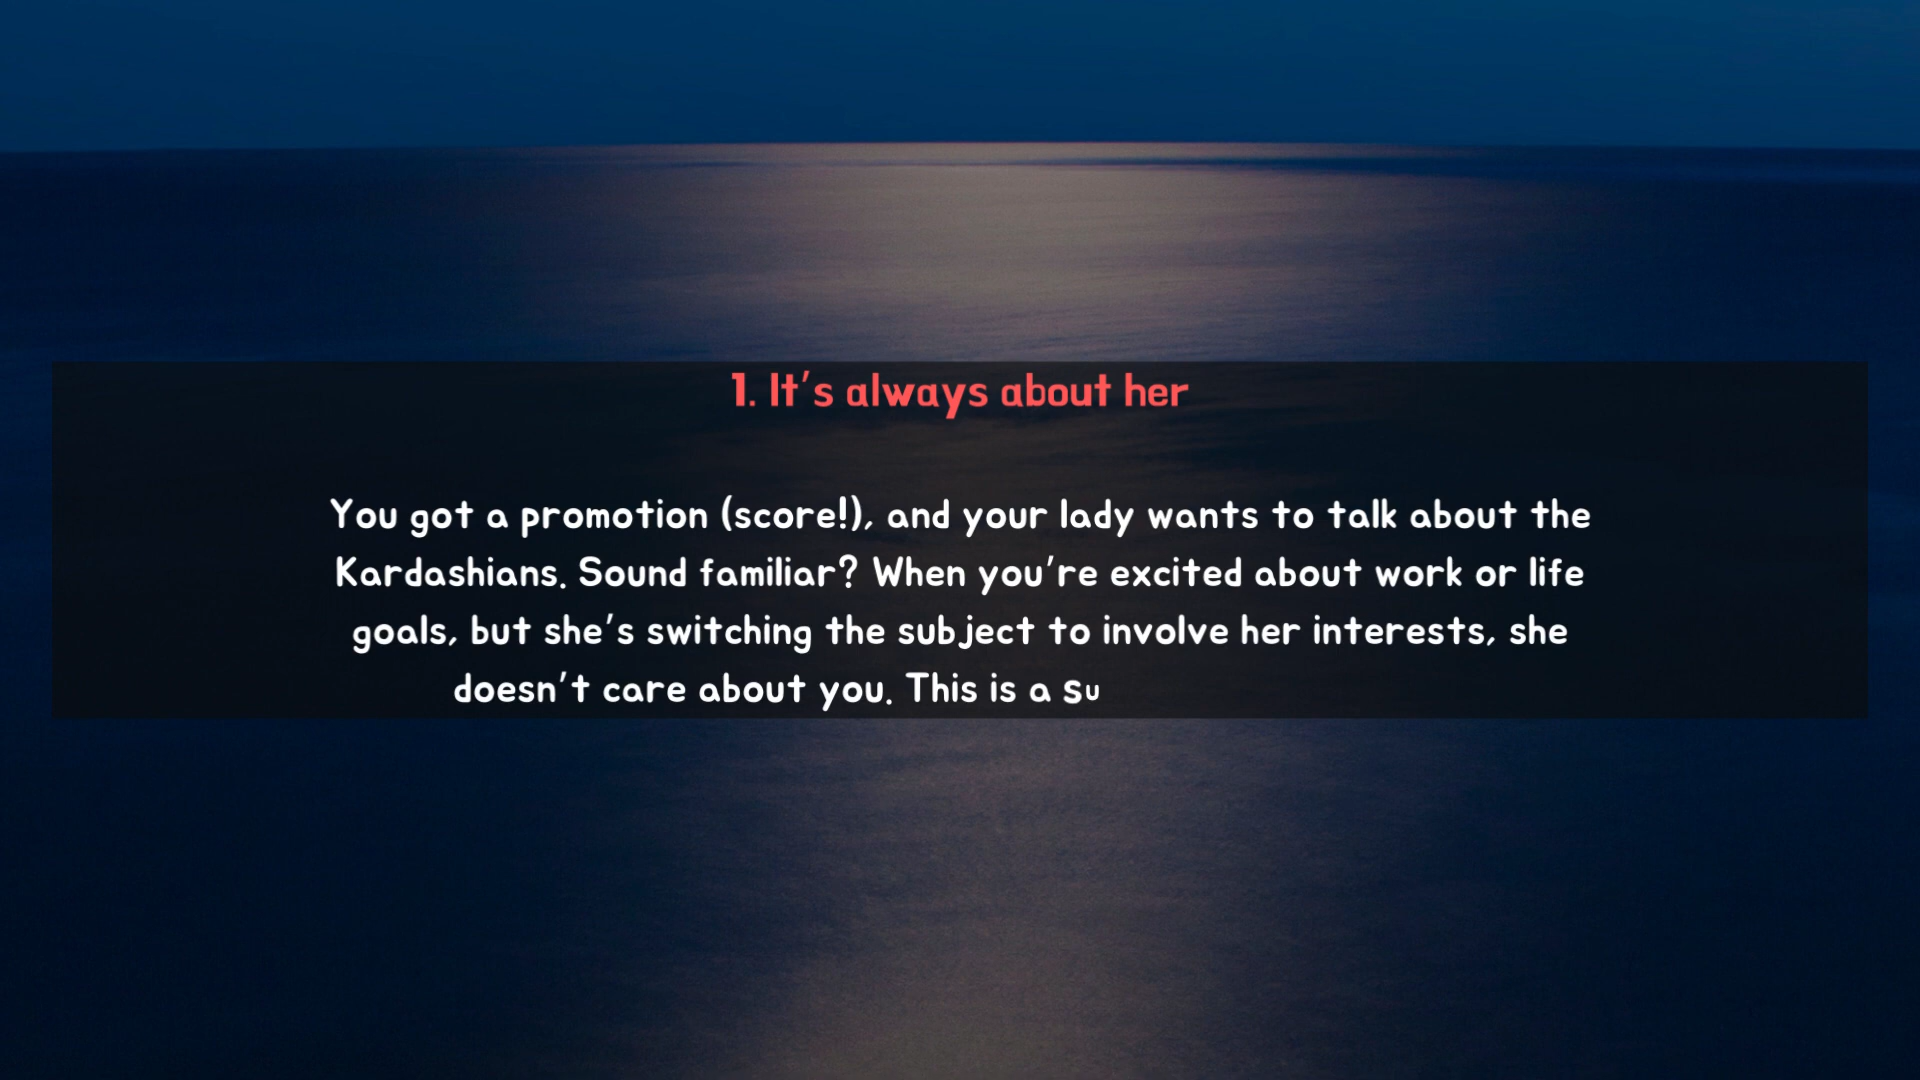 1. It's always about her
You got a promotion (score!), and your lady wants to talk about the
Kardashians. Sound familiar? When you're excited about work or life
goals, but she's switching the subject to involve her interests, she
doesn't care about you. This is a su